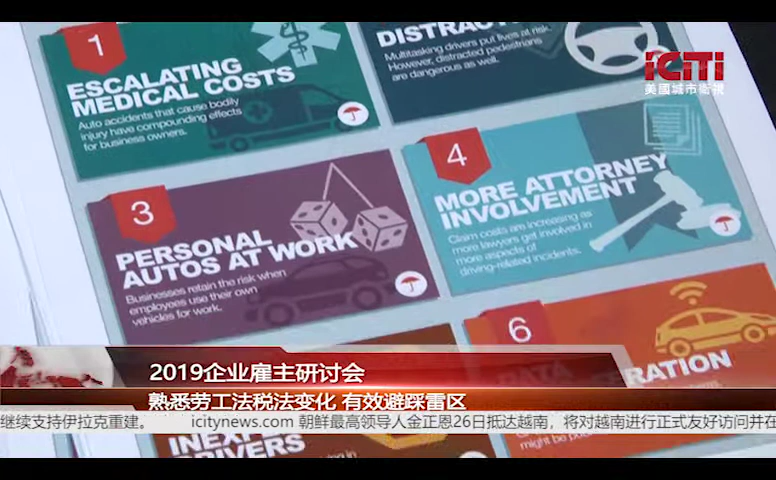 1
ESCALATING
MEDICAL COSTS
Auto accidents that cause bodily
injury have compounding effects
for business owners.
Multitasking drivers put lives at risk.
However, distracted pedestrians
are dangerous as well.
iCiTi
美國城市衛視
3
PERSONAL
AUTOS AT WORK
Businesses retain the risk when
employees use their own
vehicles for work.
4
MORE ATTORNEY
INVOLVEMENT
Claim costs are increasing as
more lawyers get involved in
more aspects of
driving-related incidents.
6
2019企业雇主研讨会
熟悉劳工法税法变化 有效避踩雷区
继续支持伊拉克重建。 icitynews.com 朝鲜最高领导人金正恩26日抵达越南，将对越南进行正式友好访问并在
DRIVERS
might be